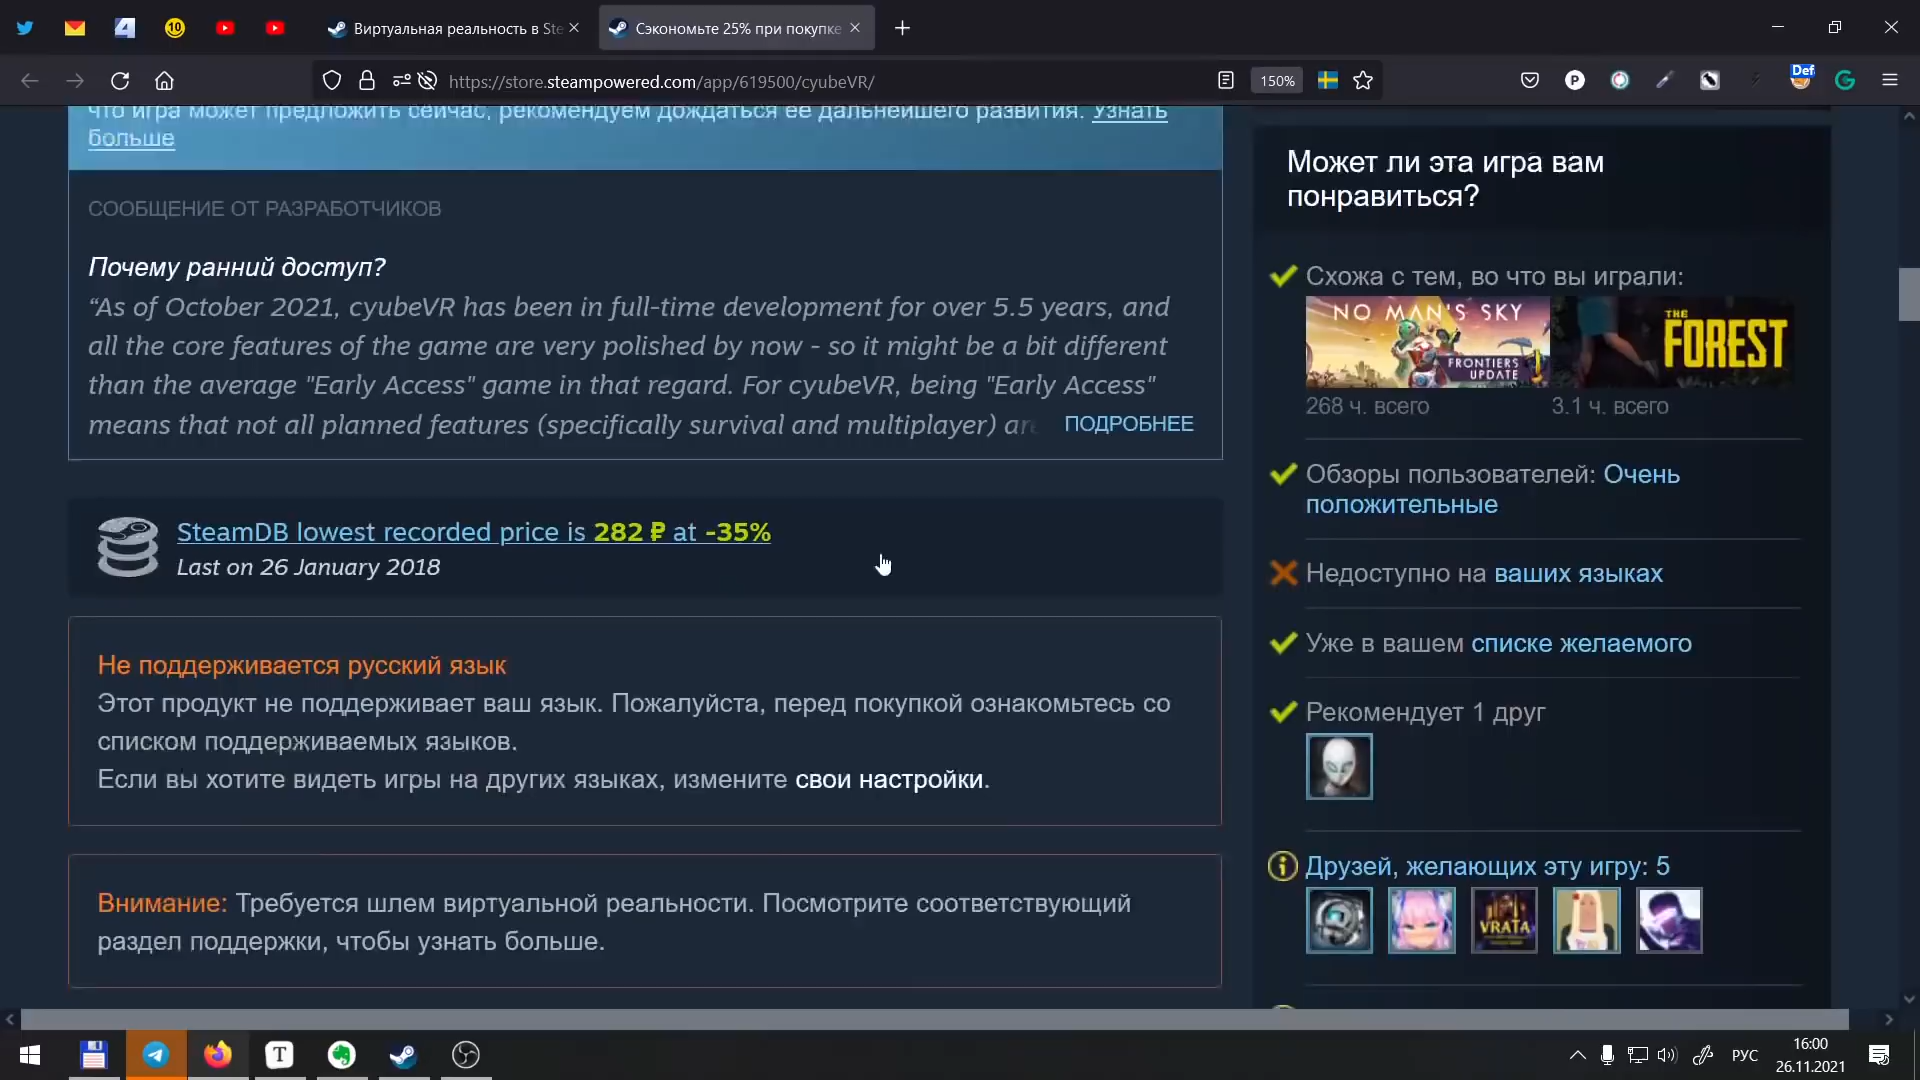 10
Виртуальная реальность в Ste
Сэкономьте 25% при покупке
https://store.steampowered.com/app/619500/cyubeVR/
150%
Def
что игра может предложить сейчас, рекомендуем дождаться её дальнейшего развития. Узнать
больше
СООБЩЕНИЕ ОТ РАЗРАБОТЧИКОВ
Почему ранний доступ?
“As of October 2021, cyubeVR has been in full-time development for over 5.5 years, and
all the core features of the game are very polished by now - so it might be a bit different
than the average "Early Access" game in that regard. For cyubeVR, being "Early Access"
means that not all planned features (specifically survival and multiplayer) are
ПОДРОБНЕЕ
SteamDB lowest recorded price is 282 ₽ at -35%
Last on 26 January 2018
Не поддерживается русский язык
Этот продукт не поддерживает ваш язык. Пожалуйста, перед покупкой ознакомьтесь со
списком поддерживаемых языков.
Если вы хотите видеть игры на других языках, измените свои настройки.
Внимание: Требуется шлем виртуальной реальности. Посмотрите соответствующий
раздел поддержки, чтобы узнать больше.
Может ли эта игра вам
понравиться?
Схожа с тем, во что вы играли:
NO MAN'S SKY
FRONTIERS
UPDATE
THE
FOREST
268 ч. всего
3.1 ч. всего
Обзоры пользователей: Очень
положительные
Недоступно на ваших языках
Уже в вашем списке желаемого
Рекомендует 1 друг
Друзей, желающих эту игру: 5
VRATA
РУС
16:00
26.11.2021